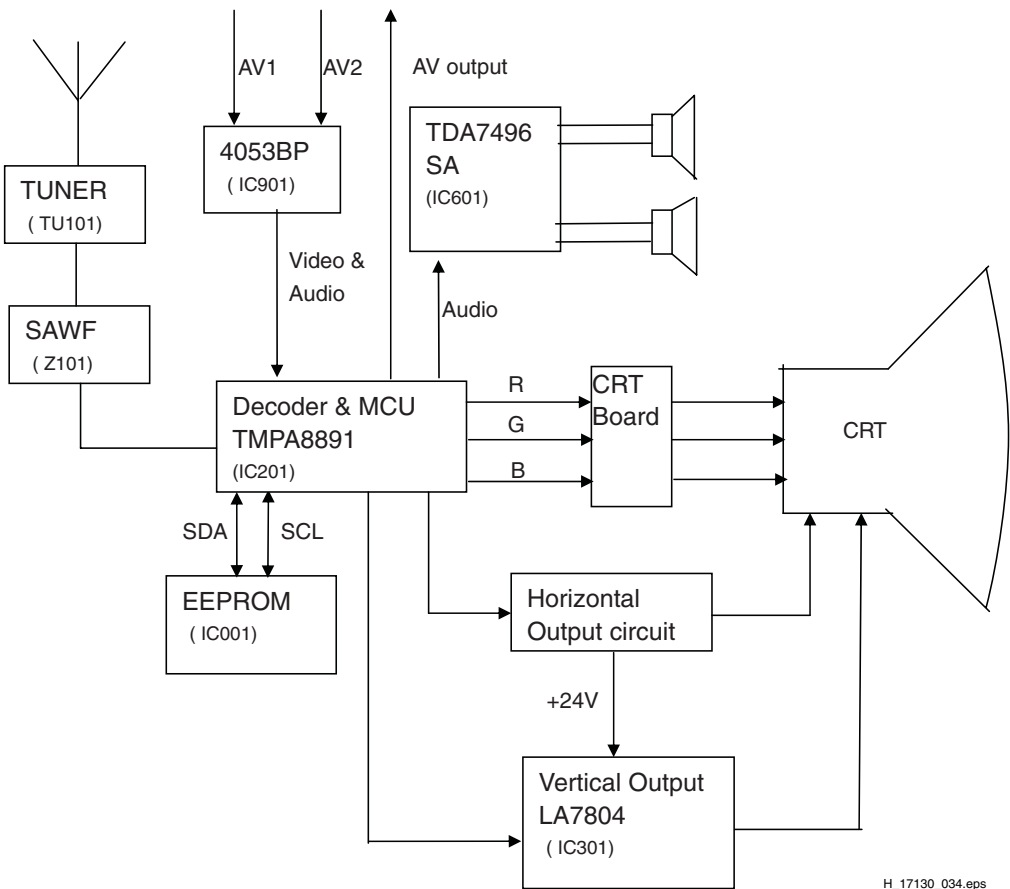 AV1
AV2
AV output
TUNER
( TU101)
4053BP
( IC901)
TDA7496
SA
(IC601)
Video &
Audio
Audio
SAWF
( Z101)
Decoder & MCU
TMPA8891
(IC201)
R
G
B
CRT
Board
CRT
SDA
SCL
EEPROM
( IC001)
Horizontal
Output circuit
+24V
Vertical Output
LA7804
( IC301)
H_17130_034.eps